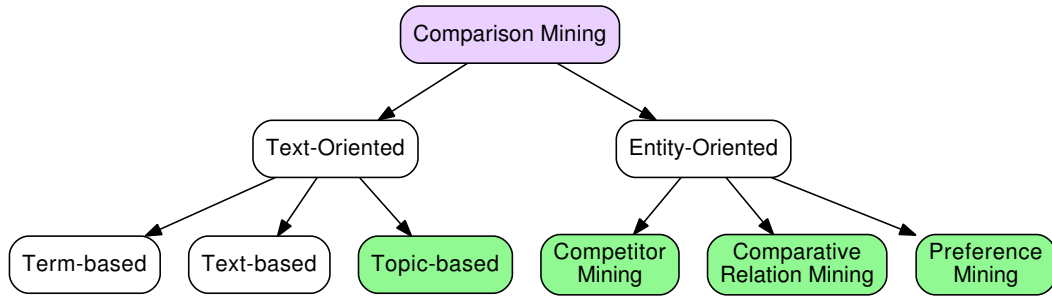 Comparison Mining
Text-Oriented
Entity-Oriented
Term-based
Text-based
Topic-based
Competitor
Mining
Comparative
Relation Mining
Preference
Mining